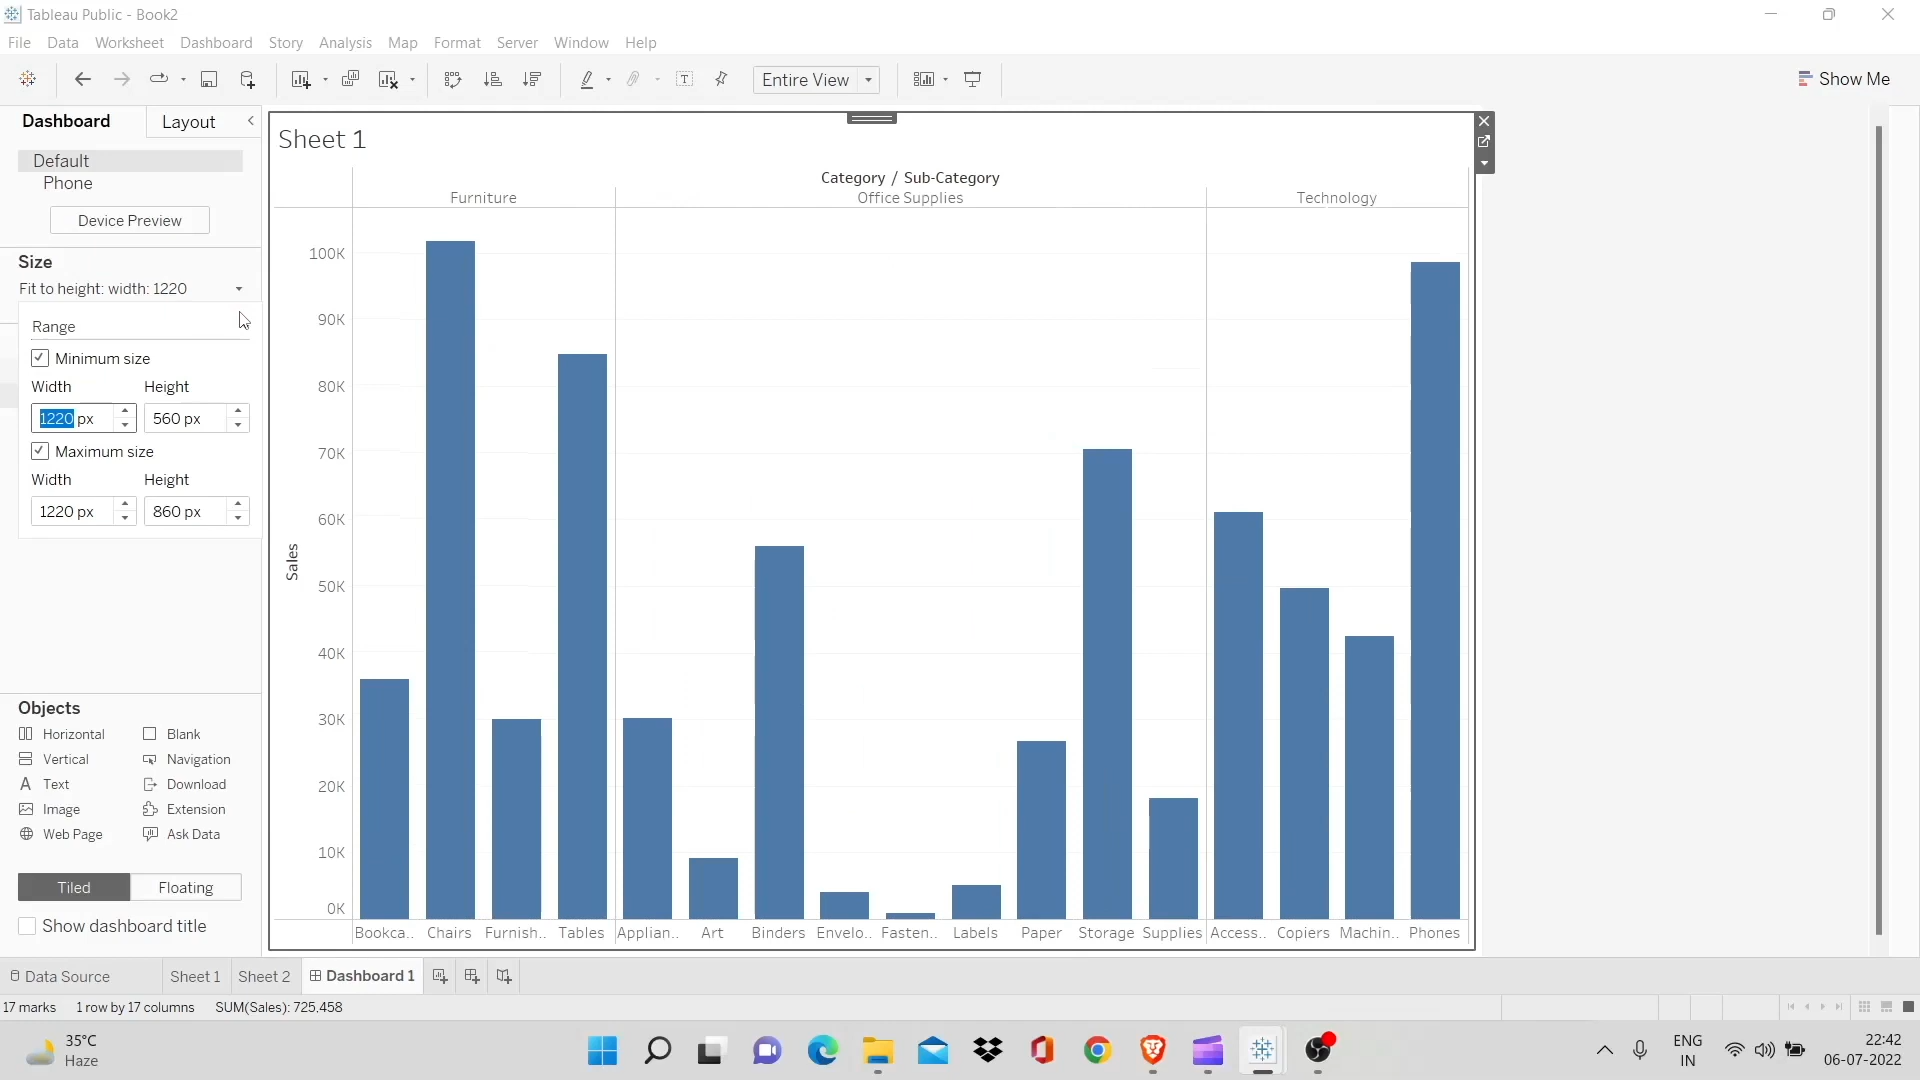 Tableau Public - Book2
File Data Worksheet Dashboard Story Analysis Map Format Server Window Help
Entire View
Show Me
Dashboard Layout
Default
Phone
Device Preview
Size
Fit to height: width: 1220
Range
Minimum size
Width Height
1220 px 560 px
Maximum size
Width Height
1220 px 860 px
Objects
Horizontal Blank
Vertical Navigation
Text Download
Image Extension
Web Page Ask Data
Tiled Floating
Show dashboard title
Sheet 1
Category / Sub-Category
Furniture Office Supplies Technology
100K
90K
80K
70K
60K
50K
40K
30K
20K
10K
0K
Sales
Bookca.. Chairs Furnish.. Tables Applian.. Art Binders Envelo.. Fasten.. Labels Paper Storage Supplies Access.. Copiers Machin.. Phones
Data Source Sheet 1 Sheet 2 Dashboard 1
17 marks 1 row by 17 columns SUM(Sales): 725,458
35°C
Haze
ENG
IN
22:42
06-07-2022